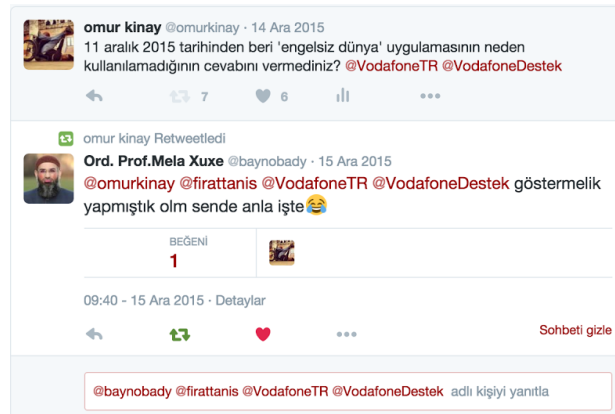 omur kinay @omurkinay · 14 Ara 2015
11 aralık 2015 tarihinden beri 'engelsiz dünya' uygulamasının neden
kullanılamadığının cevabını vermediniz? @VodafoneTR @VodafoneDestek
7 6
omur kinay Retweetledi
Ord. Prof.Mela Xuxe @baynobady · 15 Ara 2015
@omurkinay @firattanis @VodafoneTR @VodafoneDestek göstermelik
yapmıştık olm sende anla işte😂
BEĞENİ
1
09:40 - 15 Ara 2015 · Detaylar
Sohbeti gizle
@baynobady @firattanis @VodafoneTR @VodafoneDestek adlı kişiyi yanıtla